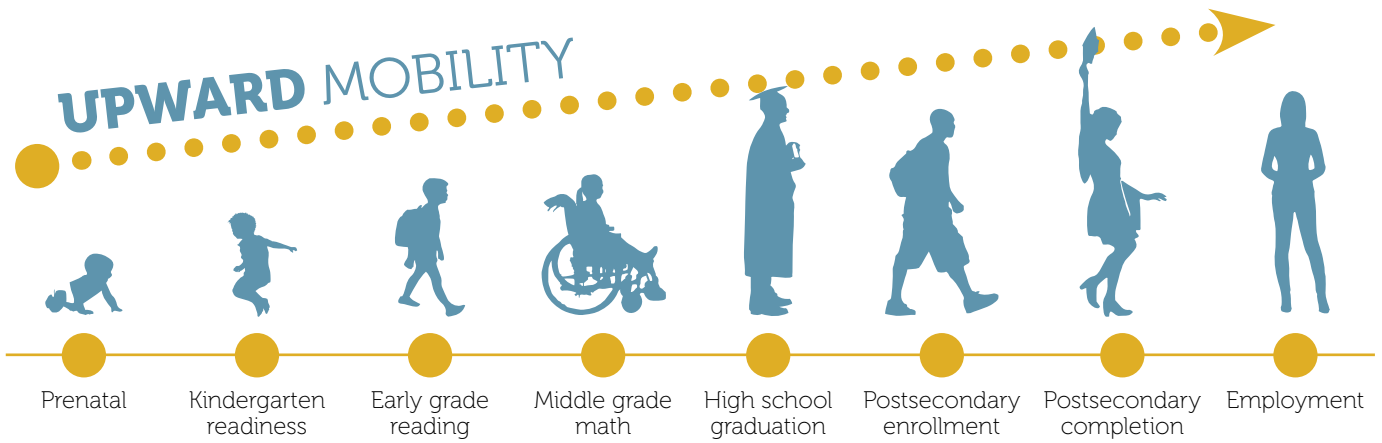 UPWARD MOBILITY
Prenatal
Kindergarten
readiness
Early grade
reading
Middle grade
math
High school
graduation
Postsecondary
enrollment
Postsecondary
completion
Employment